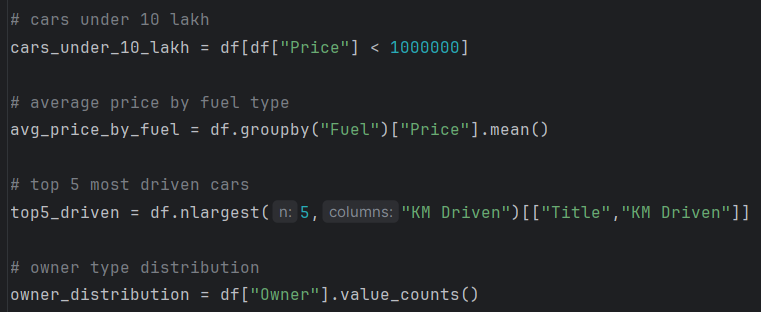 # cars under 10 lakh
cars_under_10_lakh = df[df["Price"] < 1000000]
# average price by fuel type
avg_price_by_fuel = df.groupby("Fuel")["Price"].mean()
# top 5 most driven cars
top5_driven = df.nlargest( n: 5, columns: "KM Driven")[["Title","KM Driven"]]
# owner type distribution
owner_distribution = df["Owner"].value_counts()